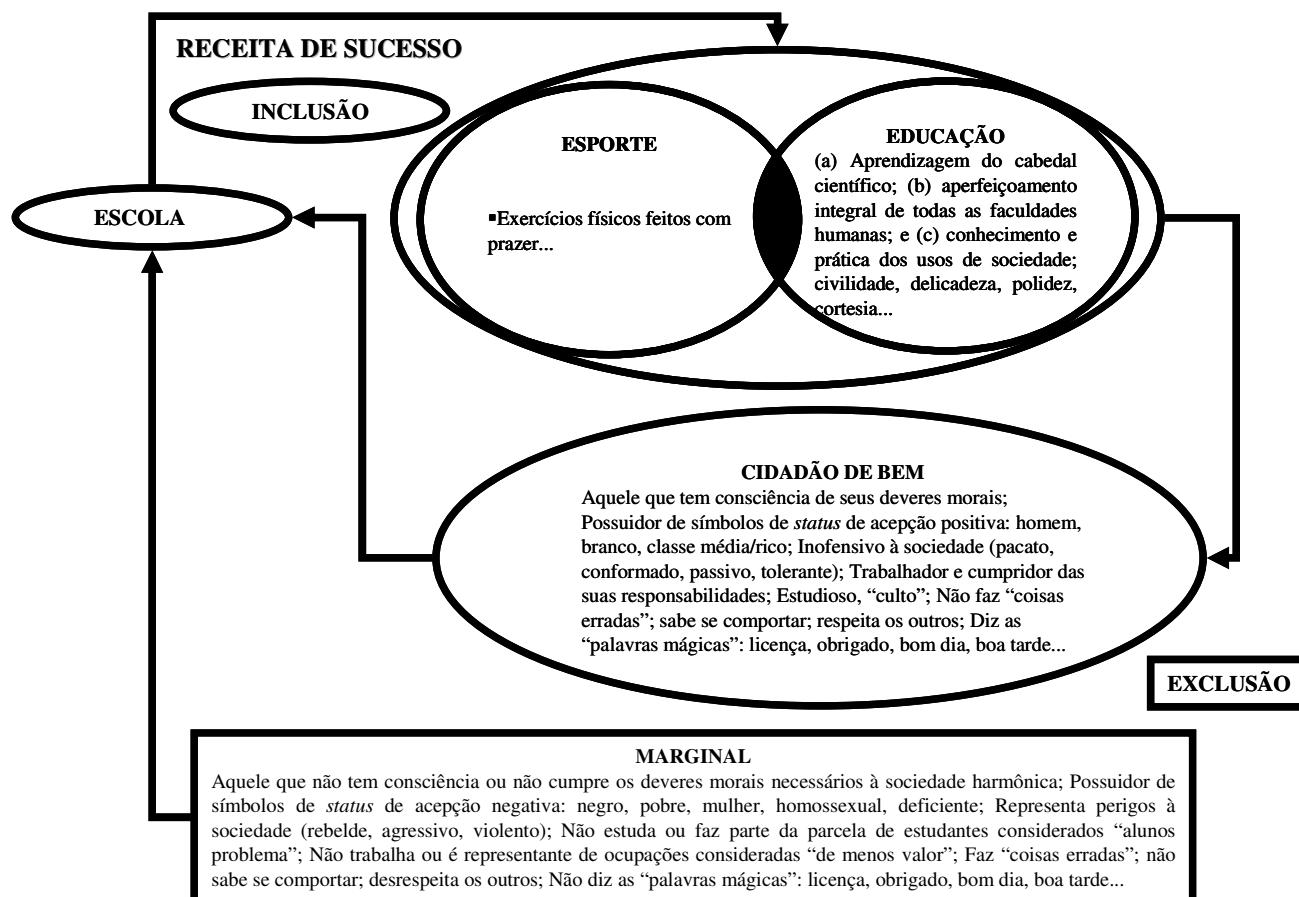 RECEITA DE SUCESSO
INCLUSÃO
ESCOLA
ESPORTE
▪Exercícios físicos feitos com
prazer...
EDUCAÇÃO
(a) Aprendizagem do cabedal
científico; (b) aperfeiçoamento
integral de todas as faculdades
humanas; e (c) conhecimento e
prática dos usos de sociedade;
civilidade, delicadeza, polidez,
cortesia...
CIDADÃO DE BEM
Aquele que tem consciência de seus deveres morais;
Possuidor de símbolos de status de acepção positiva: homem,
branco, classe média/rico; Inofensivo à sociedade (pacato,
conformado, passivo, tolerante); Trabalhador e cumpridor das
suas responsabilidades; Estudioso, “culto”; Não faz “coisas
erradas”; sabe se comportar; respeita os outros; Diz as
“palavras mágicas”: licença, obrigado, bom dia, boa tarde...
EXCLUSÃO
MARGINAL
Aquele que não tem consciência ou não cumpre os deveres morais necessários à sociedade harmônica; Possuidor de
símbolos de status de acepção negativa: negro, pobre, mulher, homossexual, deficiente; Representa perigos à
sociedade (rebelde, agressivo, violento); Não estuda ou faz parte da parcela de estudantes considerados “alunos
problema”; Não trabalha ou é representante de ocupações consideradas “de menos valor”; Faz “coisas erradas”; não
sabe se comportar; desrespeita os outros; Não diz as “palavras mágicas”: licença, obrigado, bom dia, boa tarde...